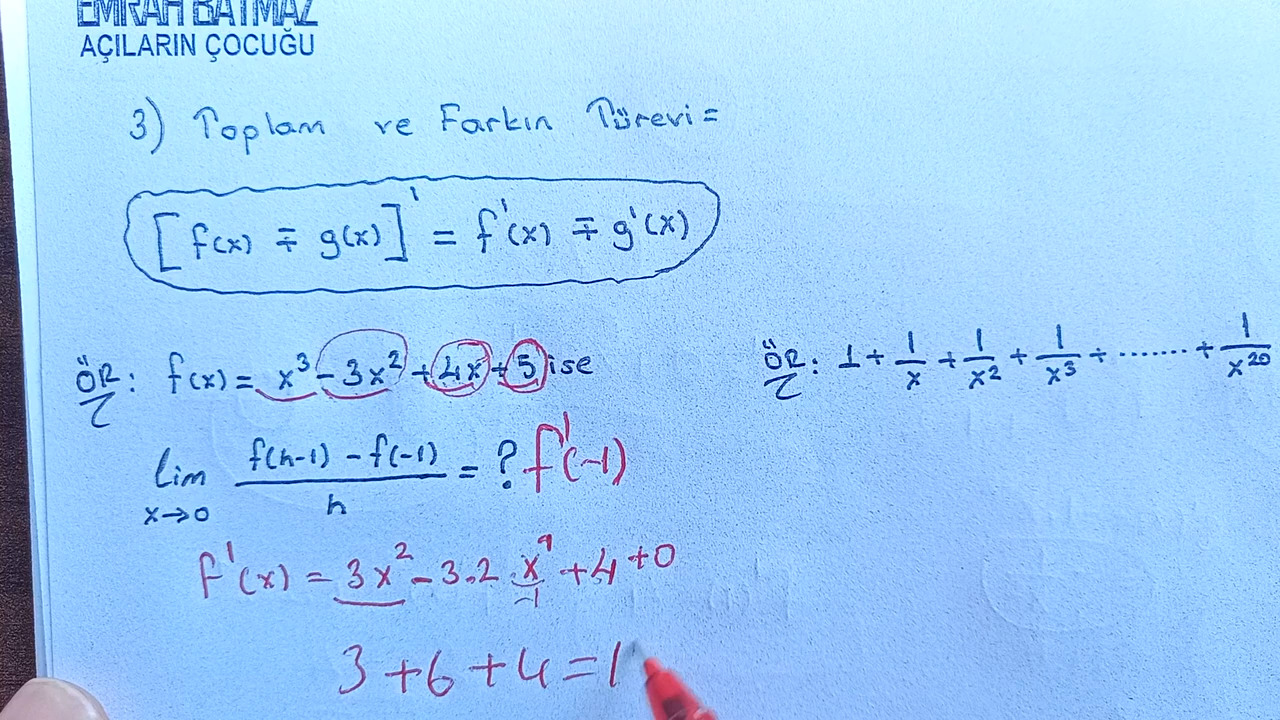 EMRAH BATMAZ
AÇILARIN ÇOCUĞU
3) Toplam ve Farkın Türevi =
[f(x) ∓ g(x)]' = f'(x) ∓ g'(x)
ÖR: f(x) = x³ - 3x² + 4x + 5 ise
lim x→0 (f(h-1) - f(-1))/h = ? f'(-1)
f'(x) = 3x² - 3.2.x¹ + 4 + 0
-1
3 + 6 + 4 = 1
ÖR: 1 + 1/x + 1/x² + 1/x³ + ....... + 1/x²⁰